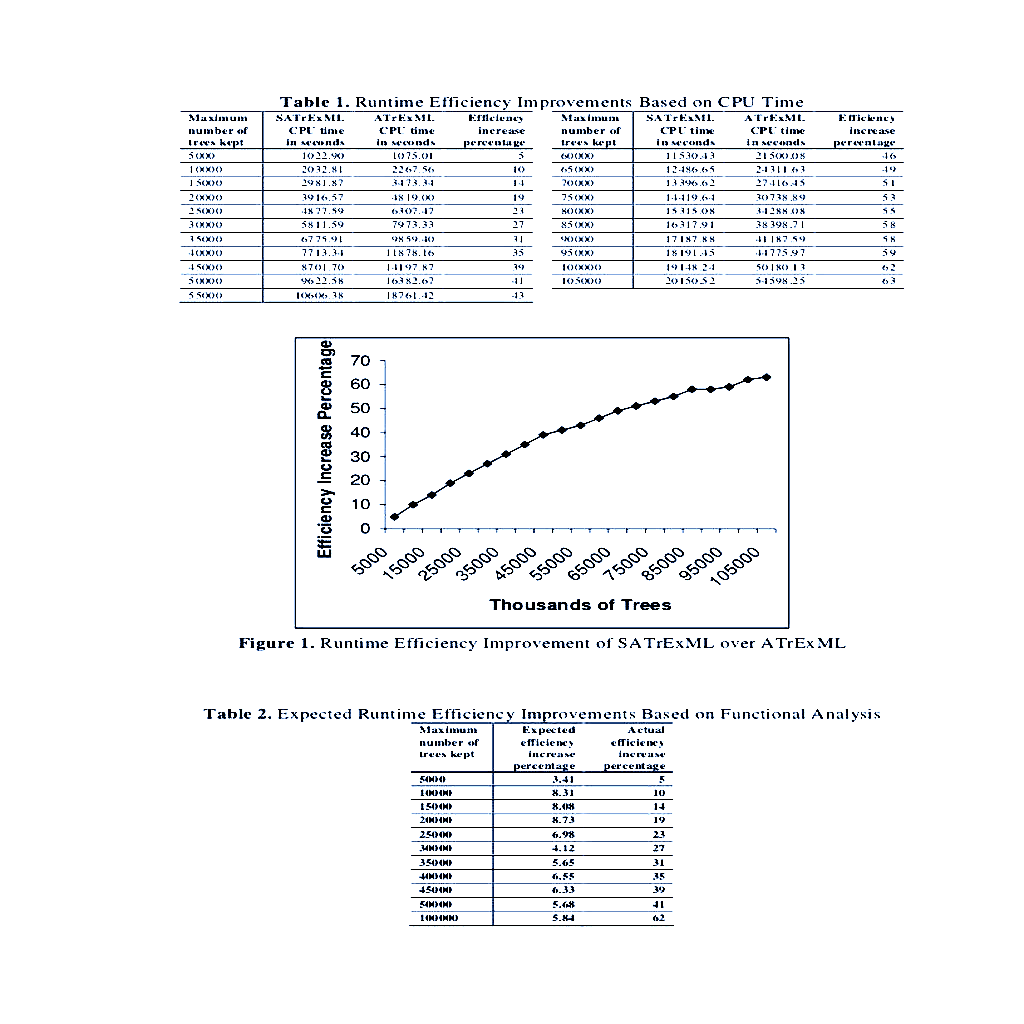 Table 1. Runtime Efficiency Improvements Based on CPU Time
Maximum SATrExML ATrExML Efficiency Maximum SATrExML ATrExML Efficiency
number of CPU time CPU time increase number of CPU time CPU time increase
trees kept in seconds in seconds percentage trees kept in seconds in seconds percentage
5000 1022.90 1075.01 5 60000 11530.43 21500.08 46
10000 2032.81 2267.56 10 65000 12486.65 24311.63 49
15000 2981.87 3473.34 14 70000 13396.62 27416.45 51
20000 3916.57 4819.00 19 75000 14419.64 30738.89 53
25000 4877.59 6307.47 23 80000 15315.08 34288.08 55
30000 5811.59 7973.33 27 85000 16317.91 38398.71 58
35000 6775.91 9859.40 31 90000 17187.88 41187.59 58
40000 7713.34 11878.16 35 95000 18191.45 44775.97 59
45000 8701.70 14197.87 39 100000 19148.24 50180.13 62
50000 9622.58 16382.67 41 105000 20150.52 54598.25 63
55000 10606.38 18761.42 43
Efficiency Increase Percentage
70
60
50
40
30
20
10
0
5000 15000 25000 35000 45000 55000 65000 75000 85000 95000 105000
Thousands of Trees
Figure 1. Runtime Efficiency Improvement of SATrExML over ATrExML
Table 2. Expected Runtime Efficiency Improvements Based on Functional Analysis
Maximum Expected Actual
number of efficiency efficiency
trees kept increase increase
percentage percentage
5000 3.41 5
10000 8.31 10
15000 8.08 14
20000 8.73 19
25000 6.98 23
30000 4.12 27
35000 5.65 31
40000 6.55 35
45000 6.33 39
50000 5.68 41
100000 5.84 62